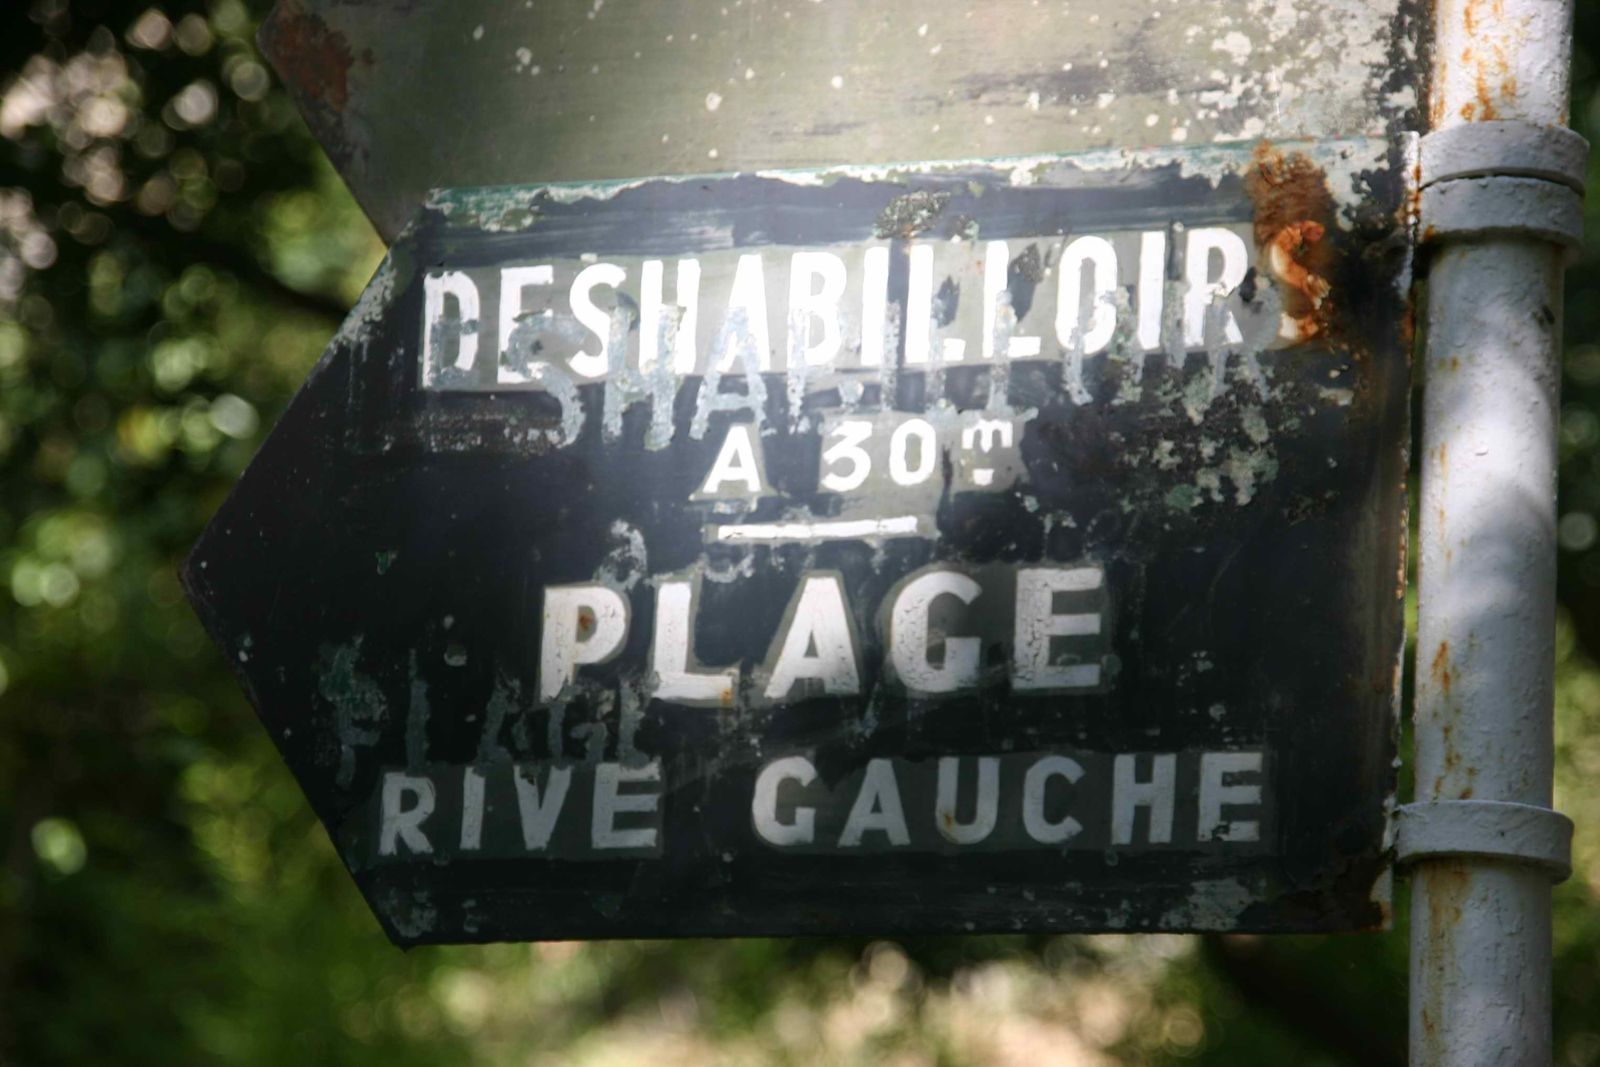 DESHABILLOIRS
A 30m
PLAGE
RIVE GAUCHE